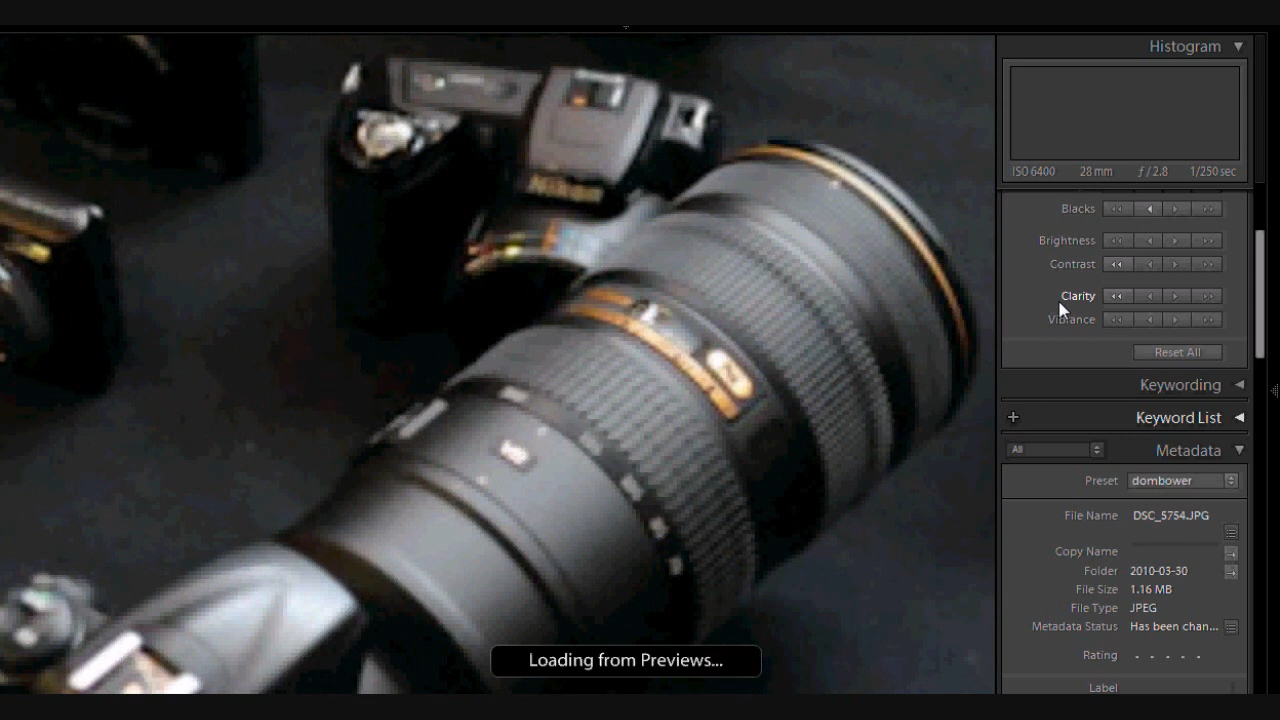 Histogram
ISO 6400 28 mm ƒ / 2.8 1/250 sec
Blacks
Brightness
Contrast
Clarity
Vibrance
Reset All
Keywording
+ Keyword List
All Metadata
Preset dombower
File Name DSC_5754.JPG
Copy Name
Folder 2010-03-30
File Size 1.16 MB
File Type JPEG
Metadata Status Has been chan...
Rating
Label
Nikon
Loading from Previews...